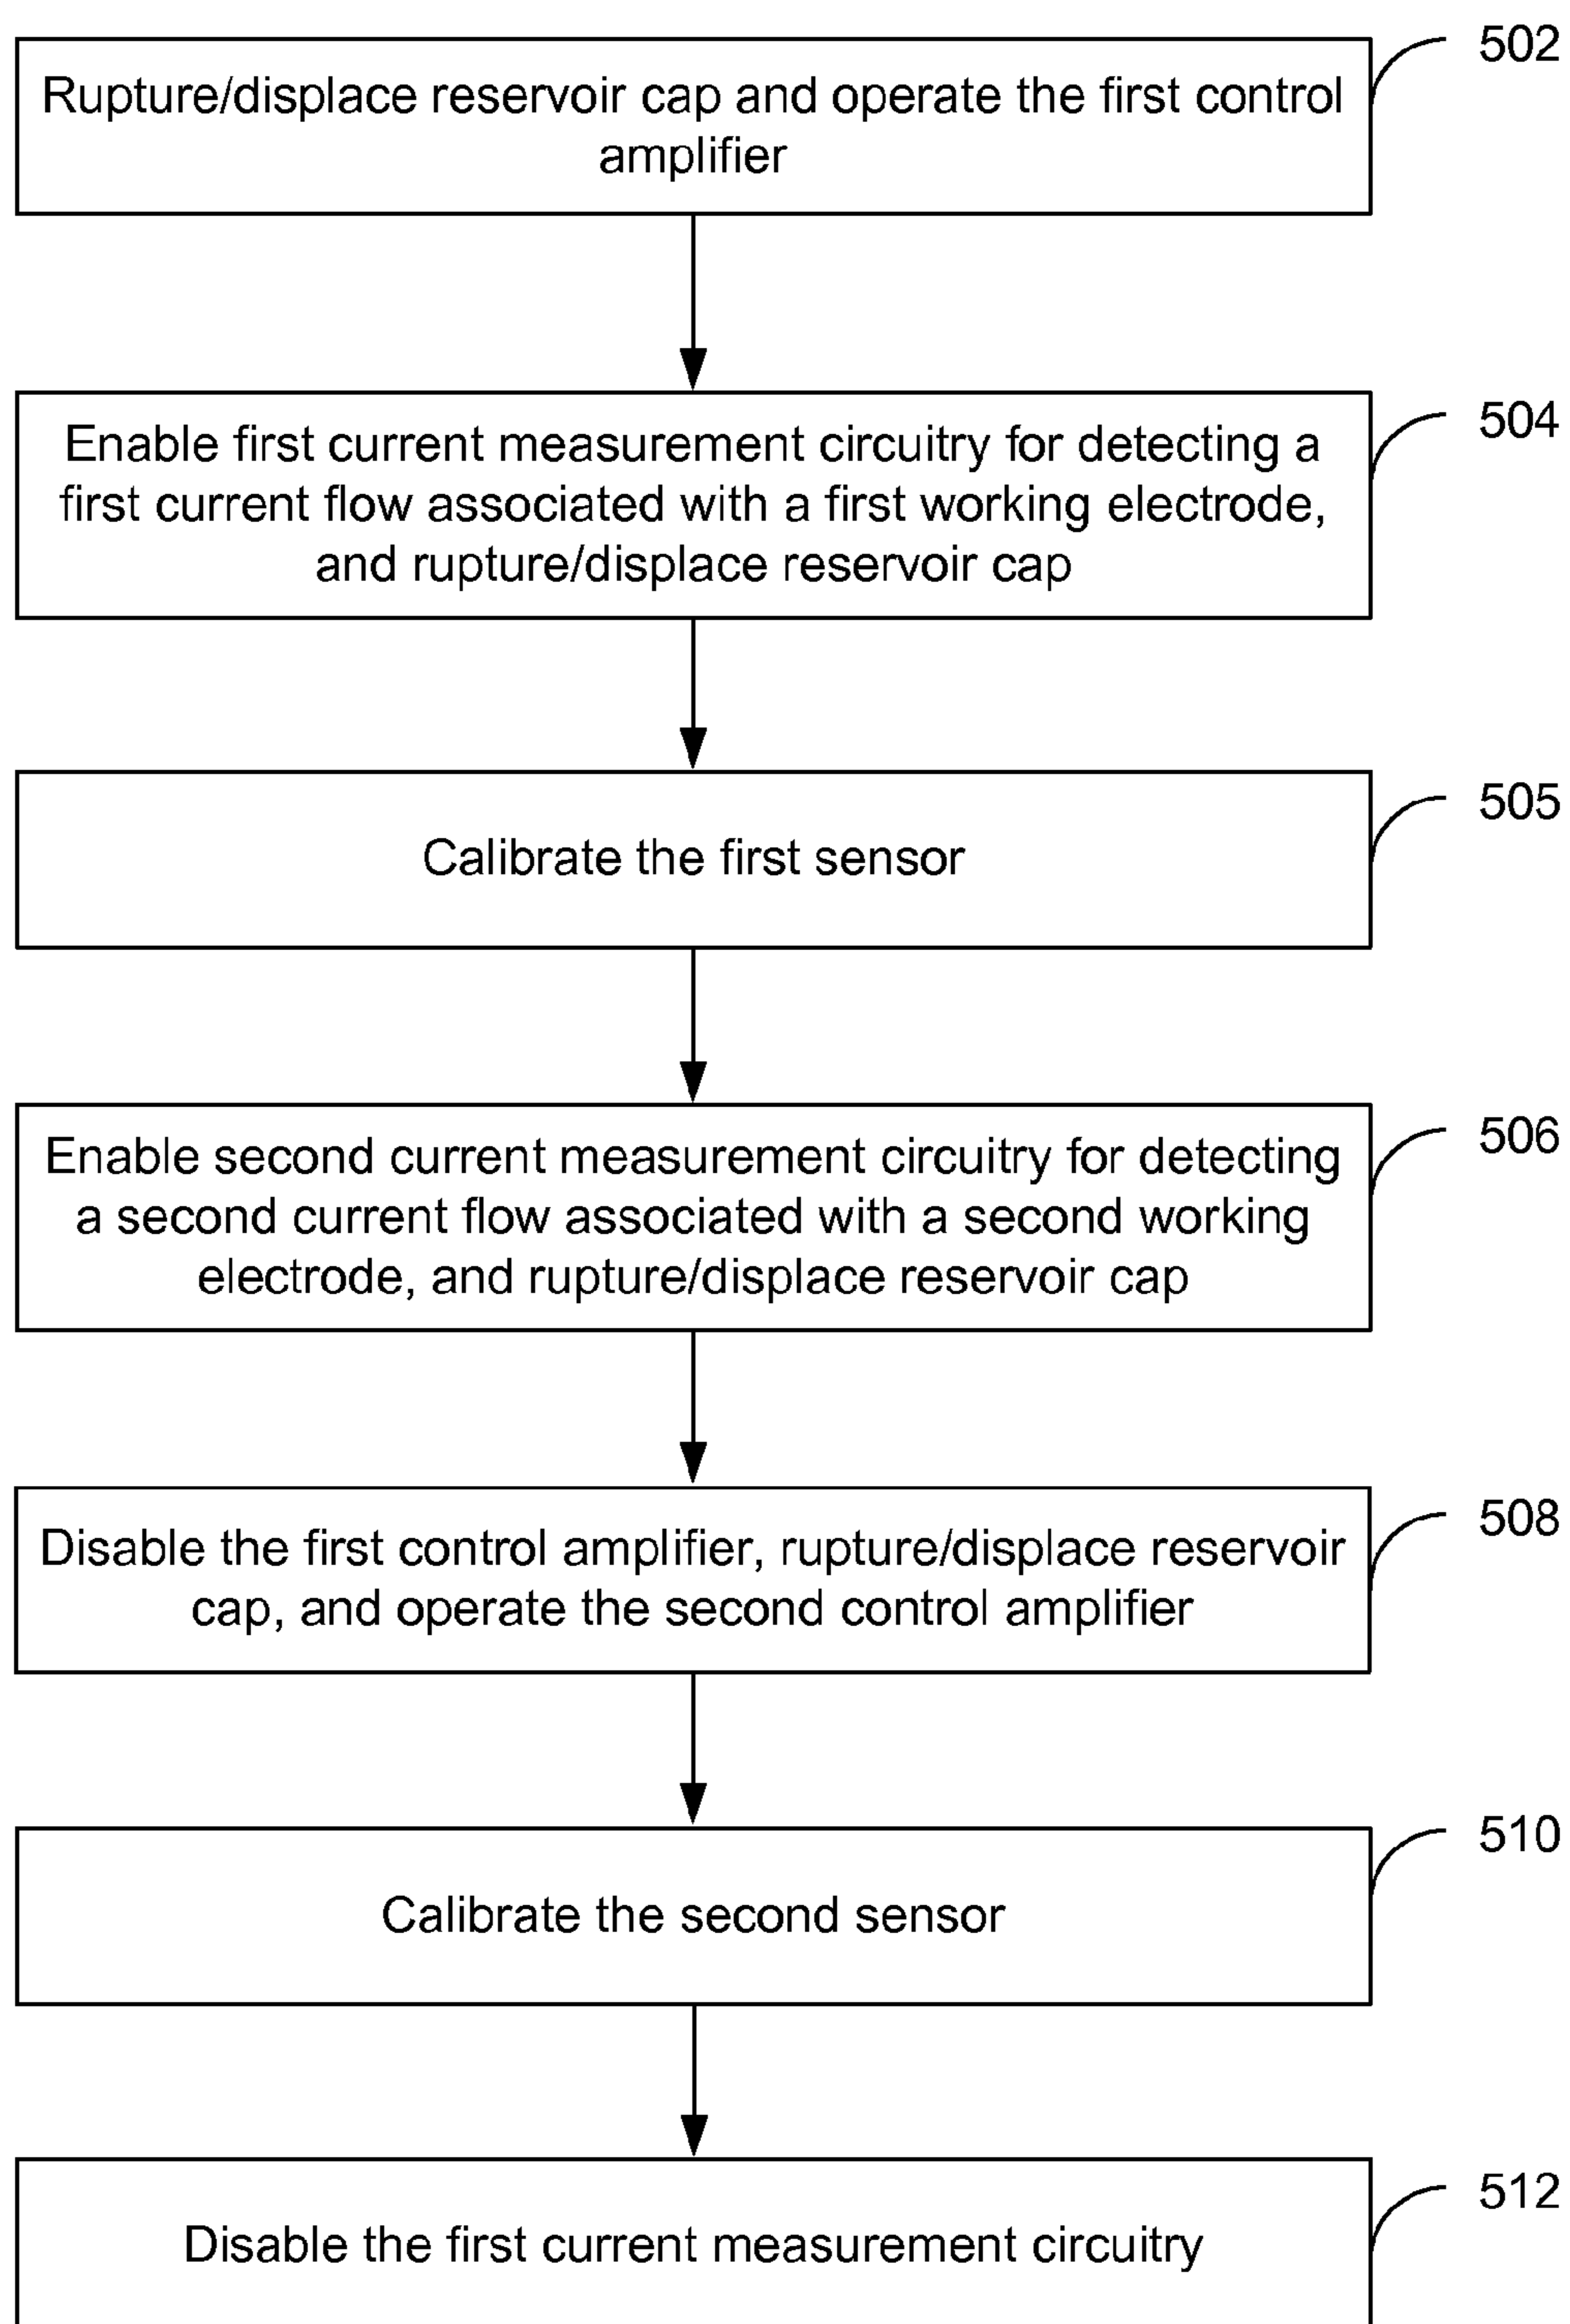 502
Rupture/displace reservoir cap and operate the first control
amplifier
504
Enable first current measurement circuitry for detecting a
first current flow associated with a first working electrode,
and rupture/displace reservoir cap
505
Calibrate the first sensor
506
Enable second current measurement circuitry for detecting
a second current flow associated with a second working
electrode, and rupture/displace reservoir cap
508
Disable the first control amplifier, rupture/displace reservoir
cap, and operate the second control amplifier
510
Calibrate the second sensor
512
Disable the first current measurement circuitry